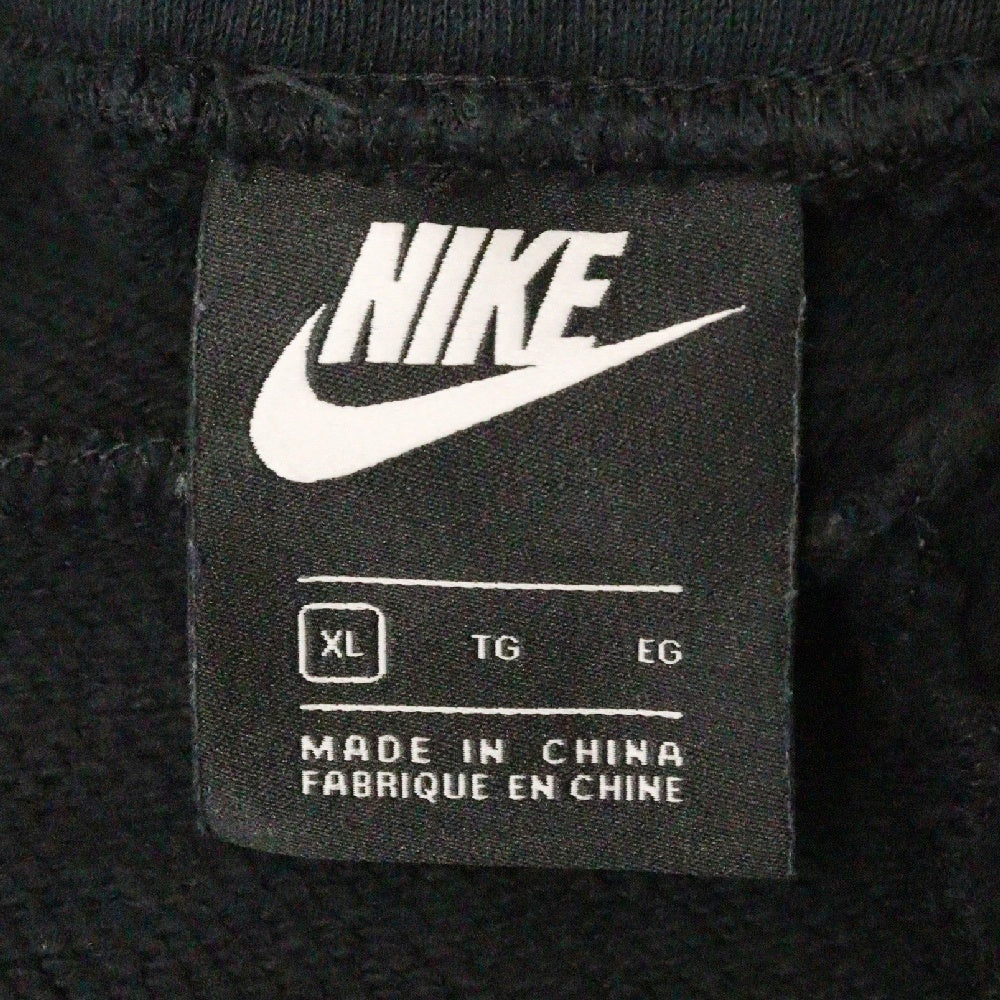 NIKE
XL TG EG
MADE IN CHINA
FABRIQUE EN CHINE